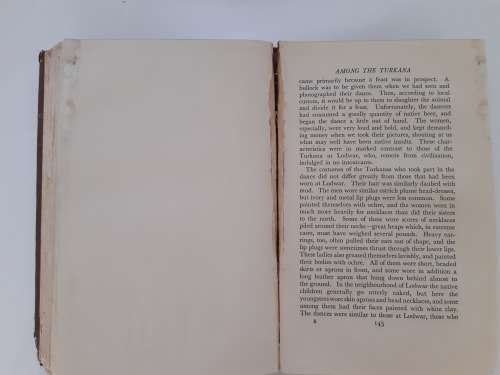 AMONG THE TURKANA
came primarily because a feast was in prospect. A
bullock was to be given them when we had seen and
photographed their dance. Then, according to local
custom, it would be up to them to slaughter the animal
and divide it for a feast. Unfortunately, the dancers
had consumed a goodly quantity of native beer, and
began the dance a little out of hand. The women,
especially, were very loud and bold, and kept demand-
ing money when we took their pictures, shouting at us
what may well have been native insults. These char-
acteristics were in marked contrast to those of the
Turkana at Lodwar, who, remote from civilization,
indulged in no intoxicants.
The costumes of the Turkanas who took part in the
dance did not differ greatly from those that had been
worn at Lodwar. Their hair was similarly daubed with
mud. The men wore similar ostrich plume head-dresses,
but ivory and metal lip plugs were less common. Some
painted themselves with ochre, and the women went in
much more heavily for necklaces than did their sisters
to the north. Some of them wore scores of necklaces
piled around their necks—great heaps which, in extreme
cases, must have weighed several pounds. Heavy ear-
rings, too, often pulled their ears out of shape, and the
lip plugs were sometimes thrust through their lower lips.
These ladies also greased themselves lavishly, and painted
their bodies with ochre. All of them wore short, beaded
skirts or aprons in front, and some wore in addition a
long leather apron that hung down behind almost to
the ground. In the neighbourhood of Lodwar the native
children generally go utterly naked, but here the
youngsters wore skin aprons and bead necklaces, and some
among them had their faces painted with white clay.
The dances were similar to those at Lodwar, those who
145